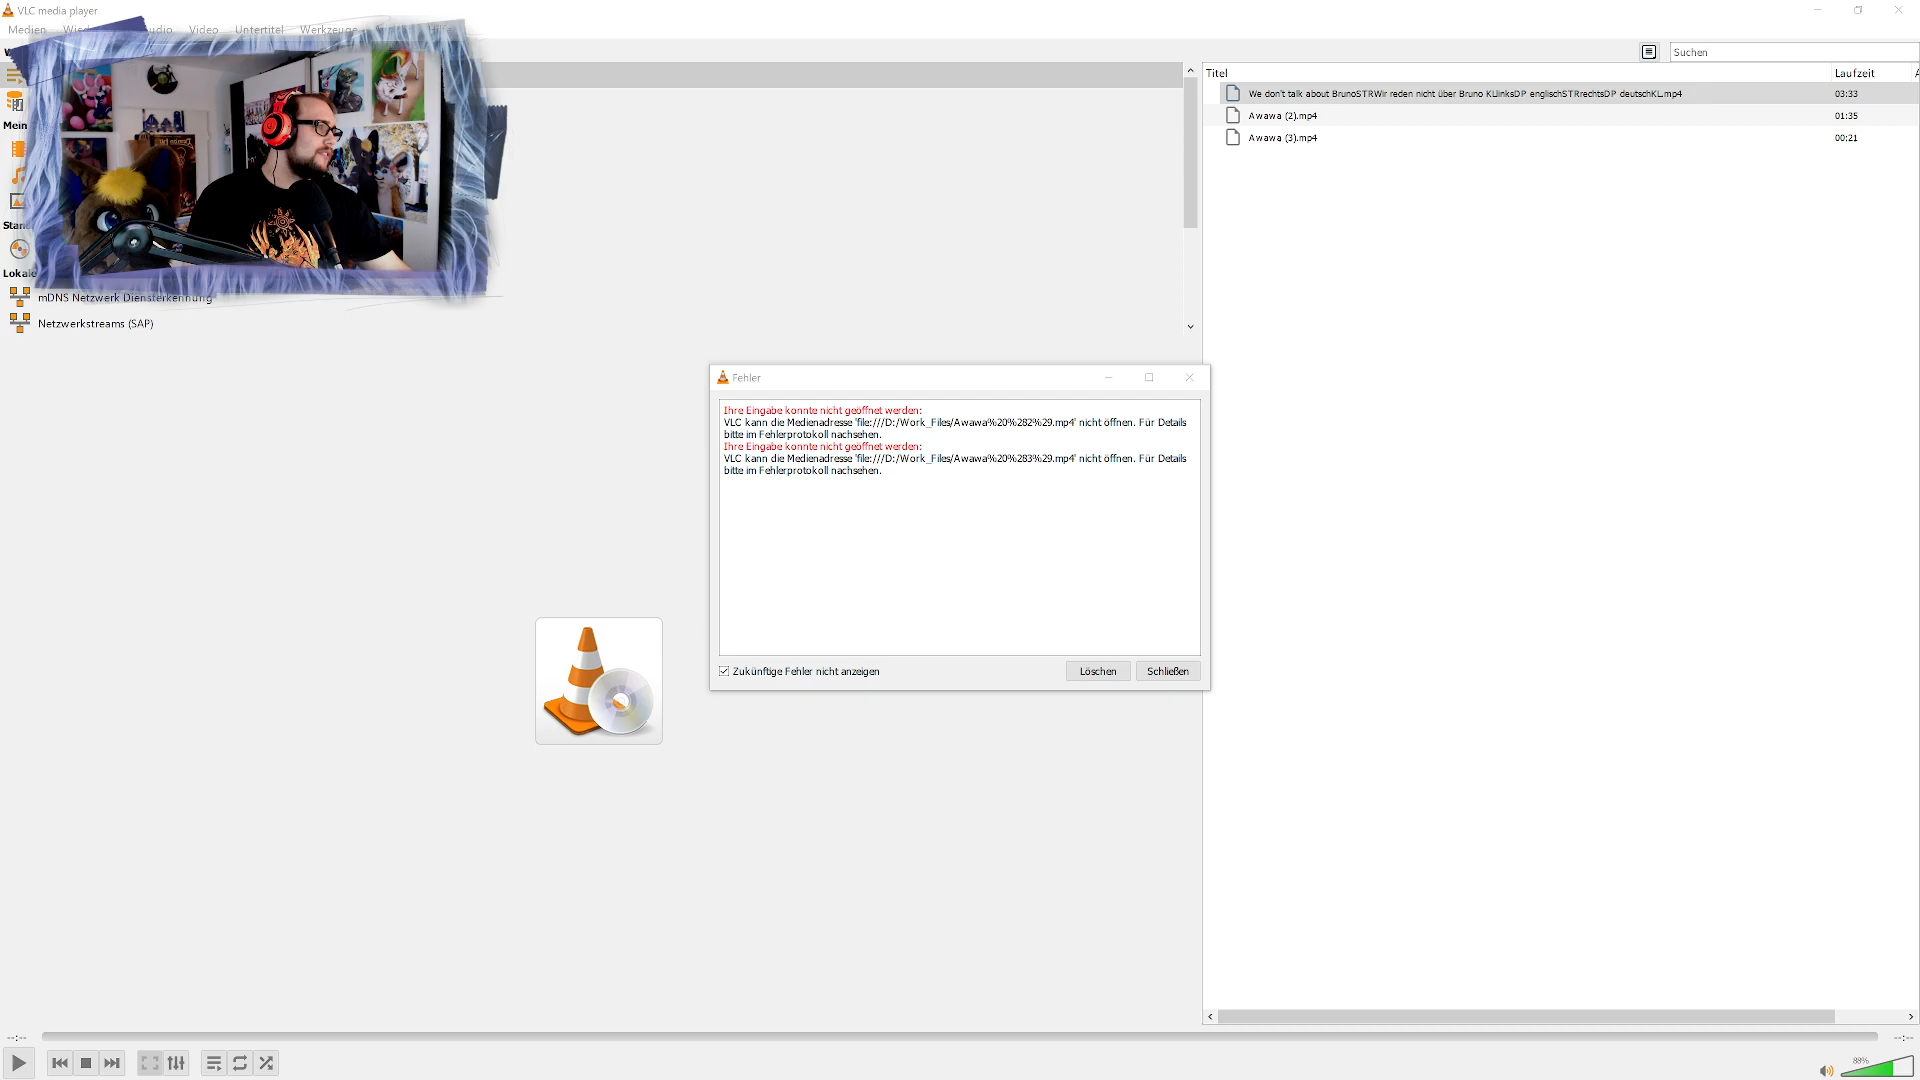 VLC media player
Medien
Video
Untertitel
Werkzeuge
Suchen
Titel
Laufzeit
We don't talk about BrunoSTRWir reden nicht über Bruno KLlinksDP englischSTRrechtsDP deutschKL.mp4
03:33
Awawa (2).mp4
01:35
Awawa (3).mp4
00:21
Mein
mDNS Netzwerk Diensterkennung
Netzwerkstreams (SAP)
Fehler
Ihre Eingabe konnte nicht geöffnet werden:
VLC kann die Medienadresse 'file:///D:/Work_Files/Awawa%20%282%29.mp4' nicht öffnen. Für Details
bitte im Fehlerprotokoll nachsehen.
Ihre Eingabe konnte nicht geöffnet werden:
VLC kann die Medienadresse 'file:///D:/Work_Files/Awawa%20%283%29.mp4' nicht öffnen. Für Details
bitte im Fehlerprotokoll nachsehen.
Zukünftige Fehler nicht anzeigen
Löschen
Schließen
--:--
--:--
88%